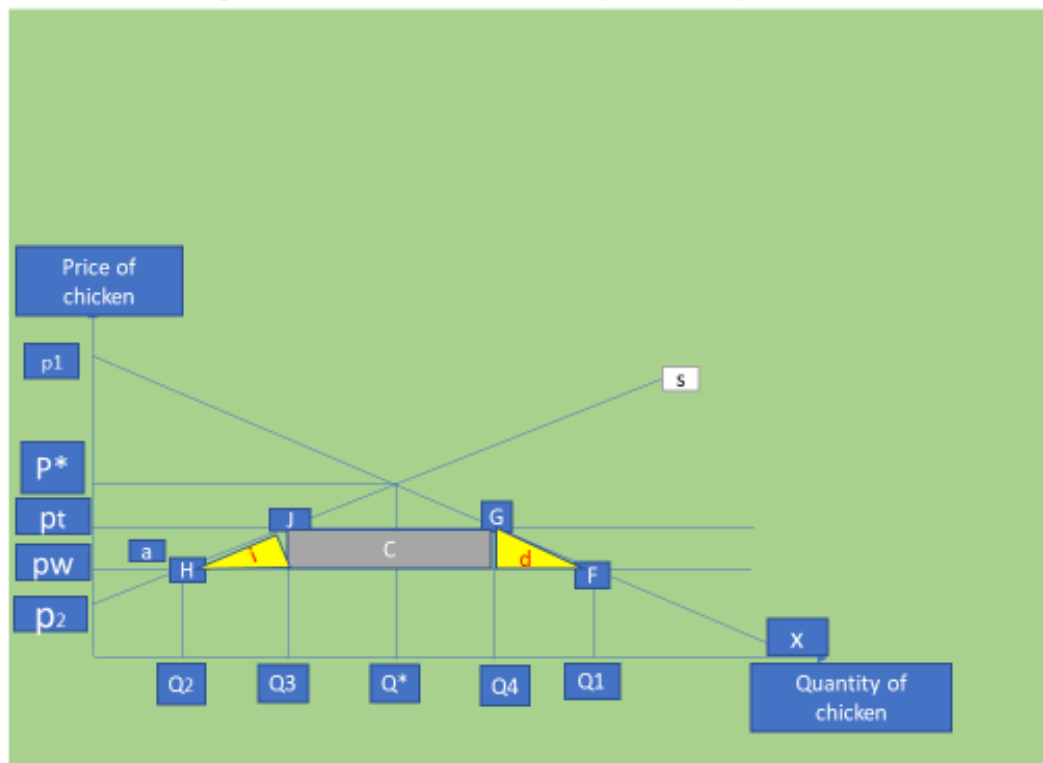 Price of
chicken
p1
s
P*
pt
J
G
a
C
pw
H
d
F
p2
x
Q2
Q3
Q*
Q4
Q1
Quantity of
chicken